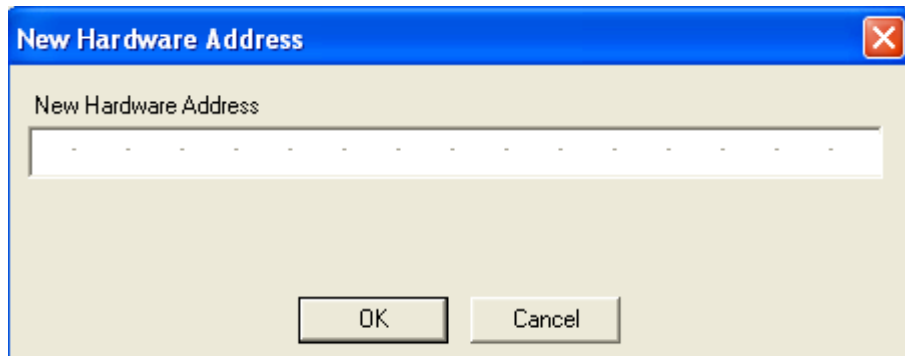 New Hardware Address
New Hardware Address
- - - - - - - - - - - - - - -
OK Cancel